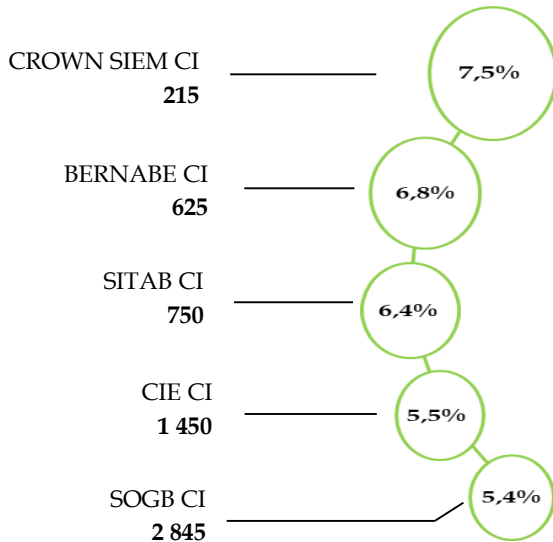 CROWN SIEM CI
215
7,5%
BERNABE CI
625
6,8%
SITAB CI
750
6,4%
CIE CI
1 450
5,5%
SOGB CI
2 845
5,4%